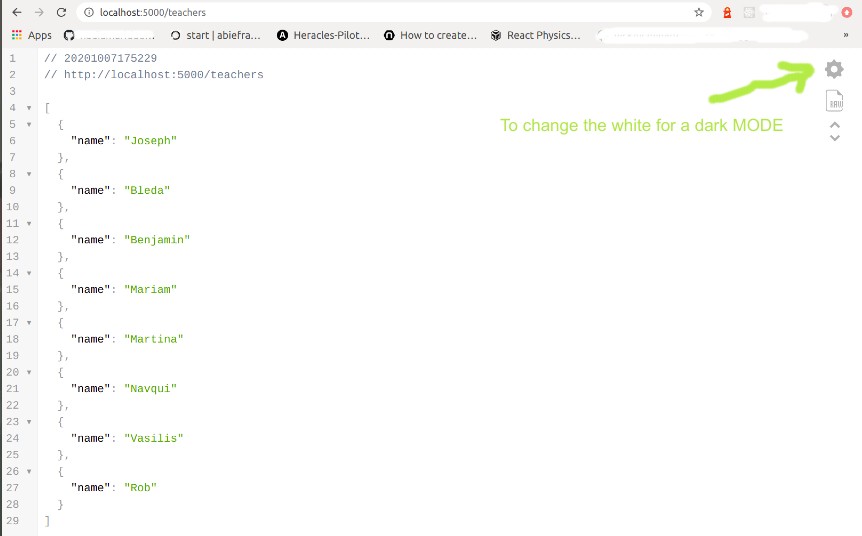 localhost:5000/teachers
Apps
start | abiefra...
Heracles-Pilot...
How to create...
React Physics...
»
1 // 20201007175229
2 // http://localhost:5000/teachers
3
4 [
5 {
6 "name": "Joseph"
7 },
8 {
9 "name": "Bleda"
10 },
11 {
12 "name": "Benjamin"
13 },
14 {
15 "name": "Mariam"
16 },
17 {
18 "name": "Martina"
19 },
20 {
21 "name": "Navqui"
22 },
23 {
24 "name": "Vasilis"
25 },
26 {
27 "name": "Rob"
28 }
29 ]
RAW
To change the white for a dark MODE